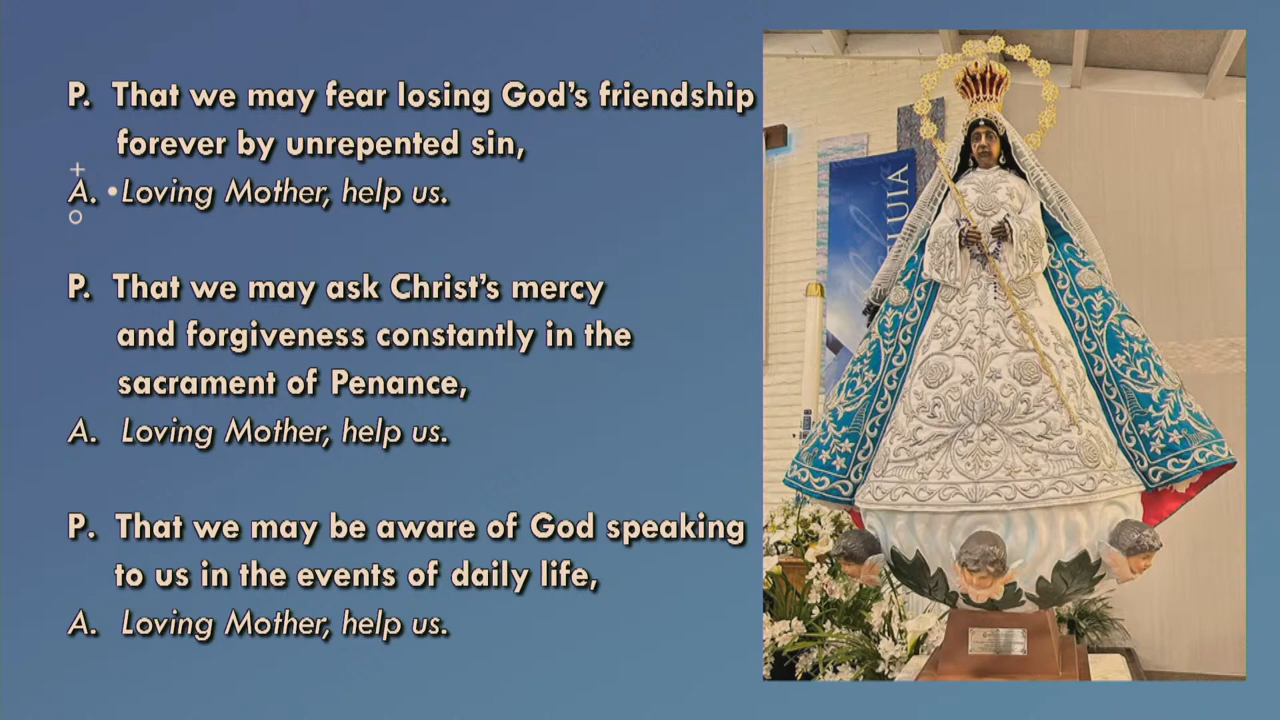 P. That we may fear losing God's friendship
forever by unrepented sin,
A. •Loving Mother, help us.
P. That we may ask Christ's mercy
and forgiveness constantly in the
sacrament of Penance,
A. Loving Mother, help us.
P. That we may be aware of God speaking
to us in the events of daily life,
A. Loving Mother, help us.
LUIA